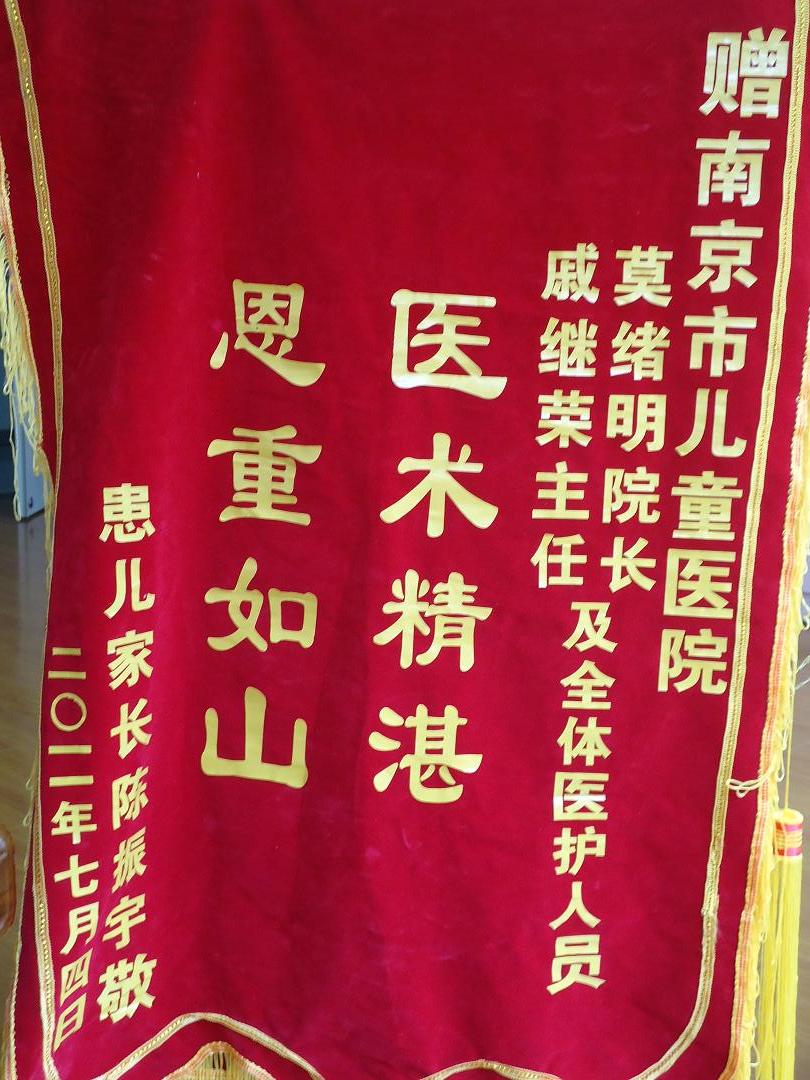 赠南京市儿童医院
莫绪明院长
戚继荣主任
及全体医护人员
医术精湛
恩重如山
患儿家长陈振宇敬
二〇一一年七月四日